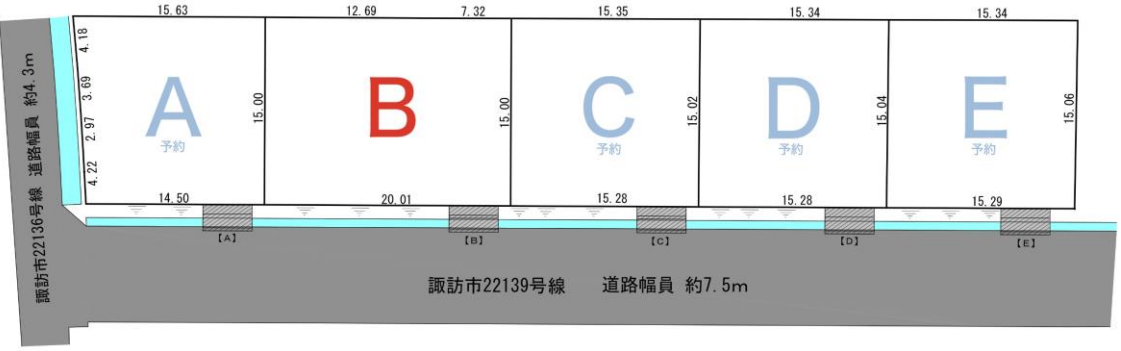 15.63
12.69
7.32
15.35
15.34
15.34
4.18
3.69
2.97
4.22
A
予約
15.00
B
15.00
C
予約
15.02
D
予約
15.04
E
予約
15.06
14.50
20.01
15.28
15.28
15.29
【A】
【B】
【C】
【D】
【E】
諏訪市22136号線 道路幅員 約4.3m
諏訪市22139号線 道路幅員 約7.5m